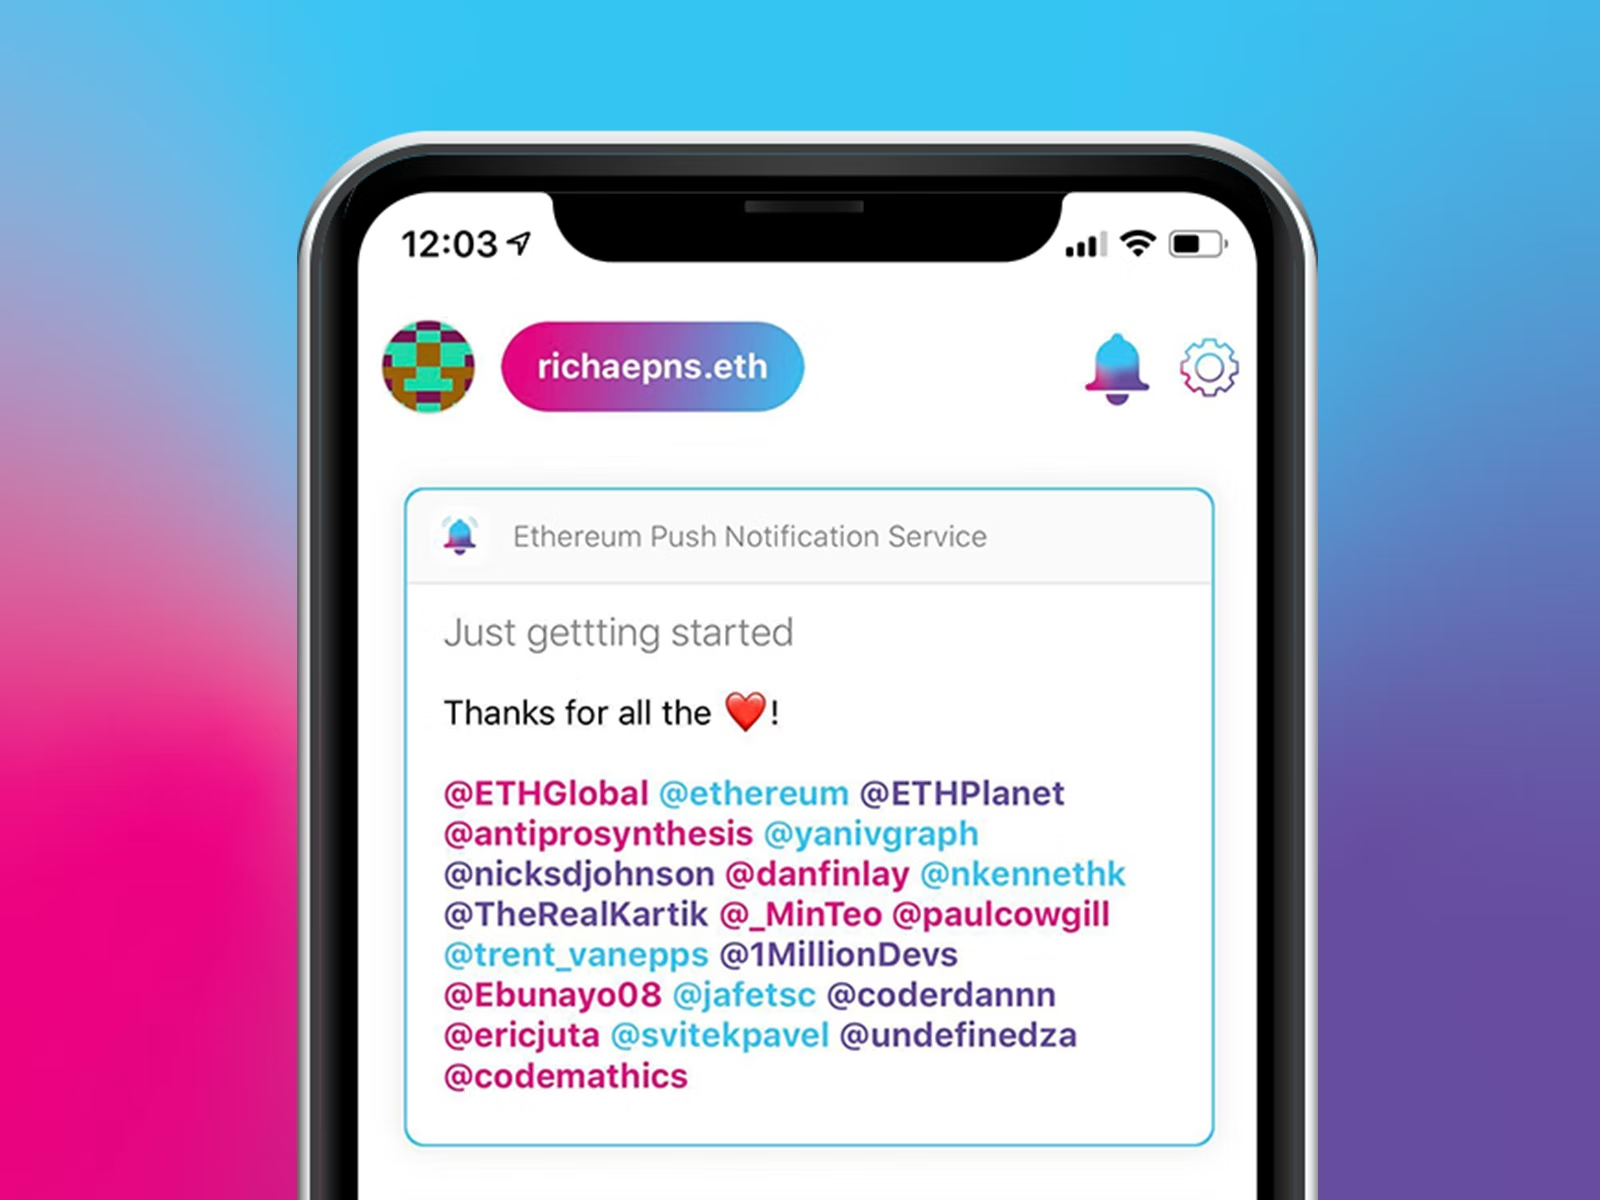 12:03
richaepns.eth
Ethereum Push Notification Service
Just gettting started
Thanks for all the ❤️!
@ETHGlobal @ethereum @ETHPlanet
@antiprosynthesis @yanivgraph
@nicksdjohnson @danfinlay @nkennethk
@TheRealKartik @_MinTeo @paulcowgill
@trent_vanepps @1MillionDevs
@Ebunayo08 @jafetsc @coderdannn
@ericjuta @svitekpavel @undefinedza
@codemathics